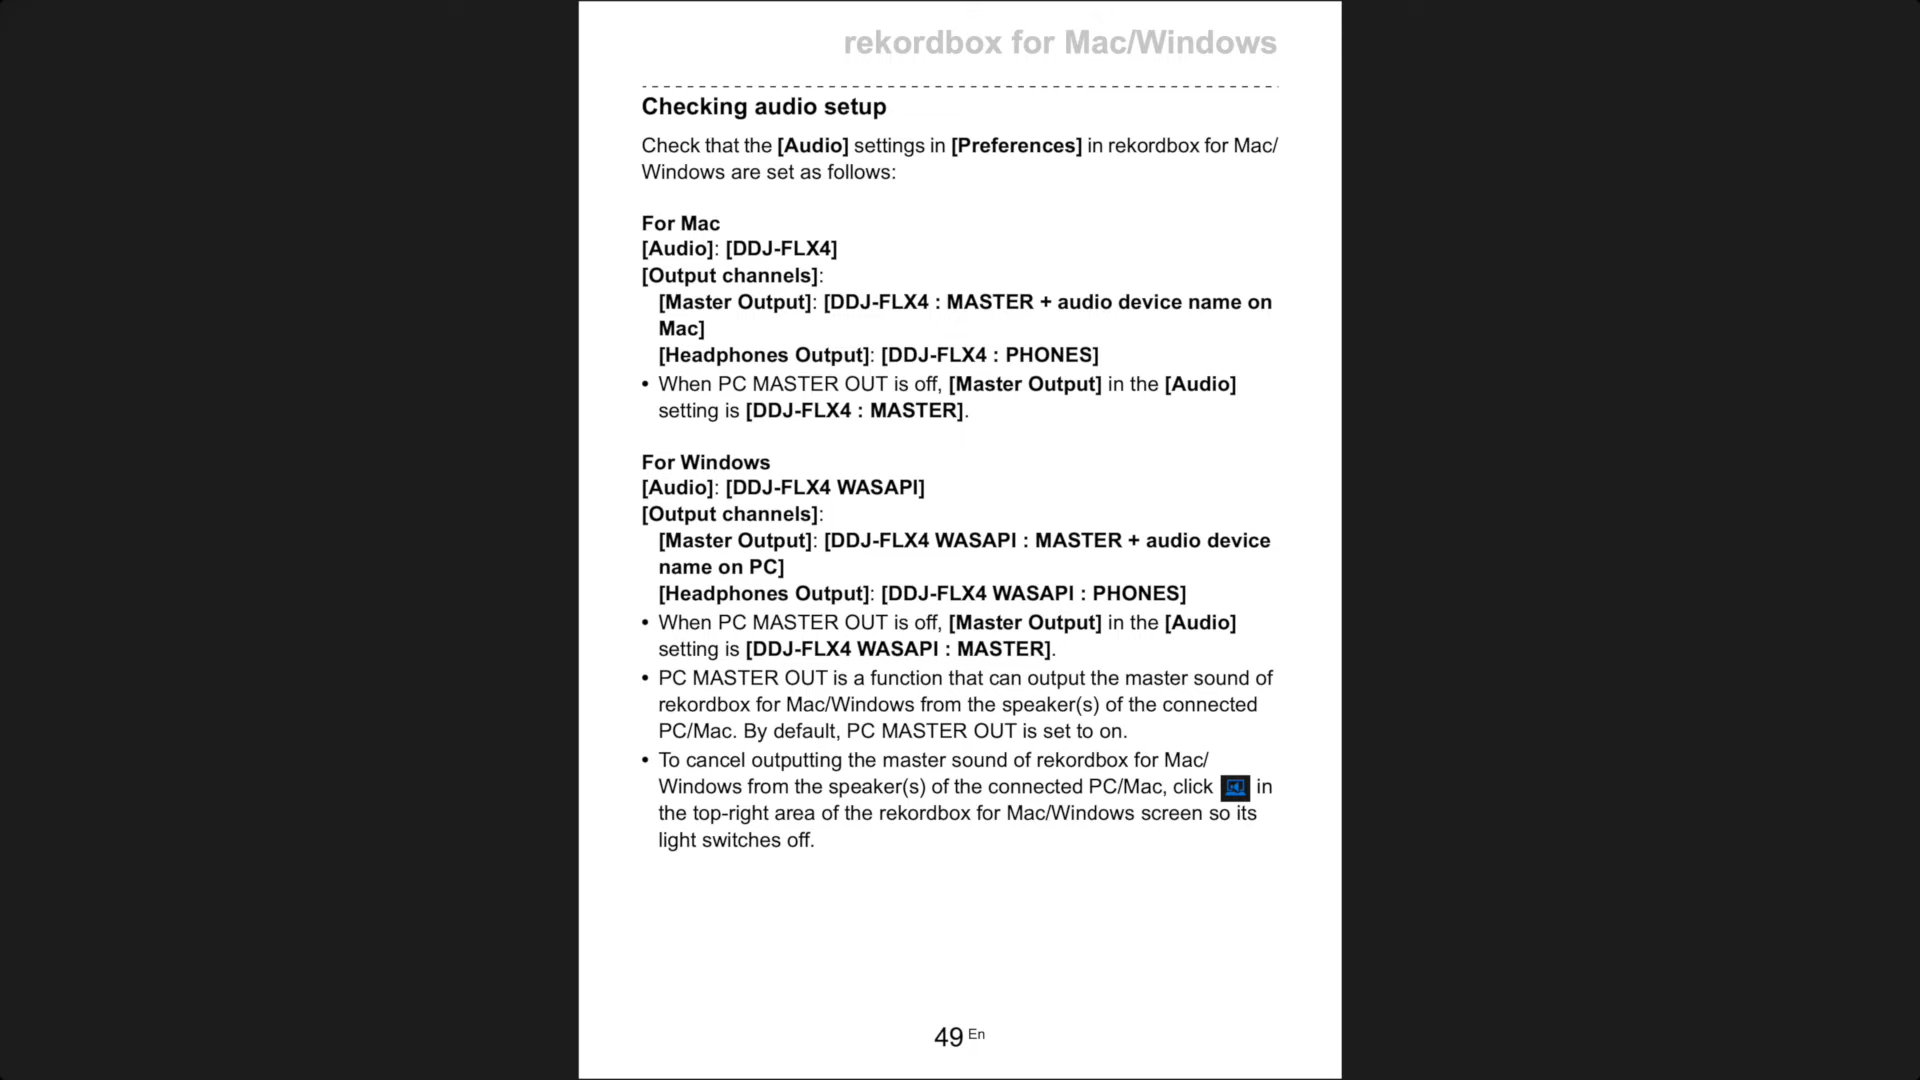 rekordbox for Mac/Windows
Checking audio setup
Check that the [Audio] settings in [Preferences] in rekordbox for Mac/
Windows are set as follows:
For Mac
[Audio]: [DDJ-FLX4]
[Output channels]:
[Master Output]: [DDJ-FLX4 : MASTER + audio device name on
Mac]
[Headphones Output]: [DDJ-FLX4 : PHONES]
• When PC MASTER OUT is off, [Master Output] in the [Audio]
setting is [DDJ-FLX4 : MASTER].
For Windows
[Audio]: [DDJ-FLX4 WASAPI]
[Output channels]:
[Master Output]: [DDJ-FLX4 WASAPI : MASTER + audio device
name on PC]
[Headphones Output]: [DDJ-FLX4 WASAPI : PHONES]
• When PC MASTER OUT is off, [Master Output] in the [Audio]
setting is [DDJ-FLX4 WASAPI : MASTER].
• PC MASTER OUT is a function that can output the master sound of
rekordbox for Mac/Windows from the speaker(s) of the connected
PC/Mac. By default, PC MASTER OUT is set to on.
• To cancel outputting the master sound of rekordbox for Mac/
Windows from the speaker(s) of the connected PC/Mac, click in
the top-right area of the rekordbox for Mac/Windows screen so its
light switches off.
49 En